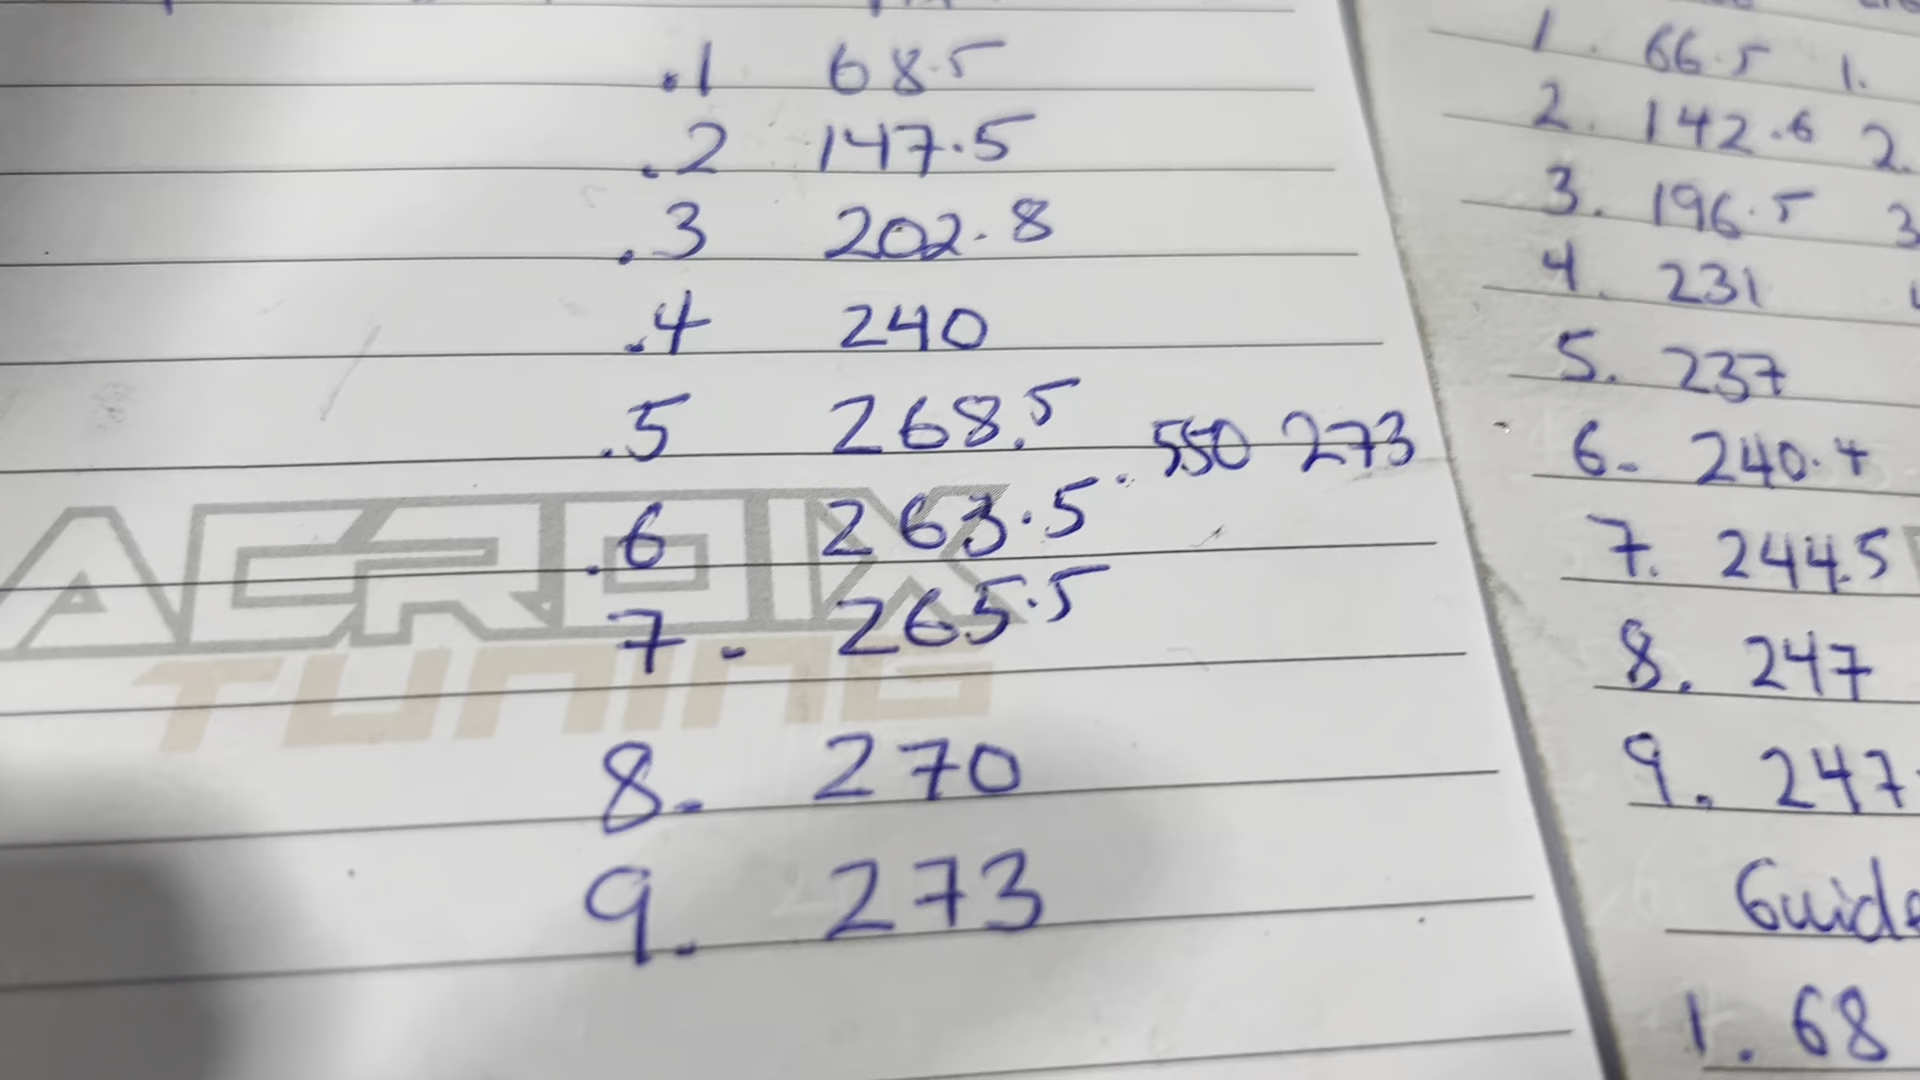 .1 68.5
.2 147.5
.3 202.8
.4 240
.5 268.5
.550 273
.6 263.5
7. 265.5
8. 270
9. 273
ACROIX
TUNING
1. 66.5 1.
2. 142.6 2.
3. 196.5 3
4. 231
5. 237
6. 240.4
7. 244.5
8. 247
9. 247
Guide
1. 68